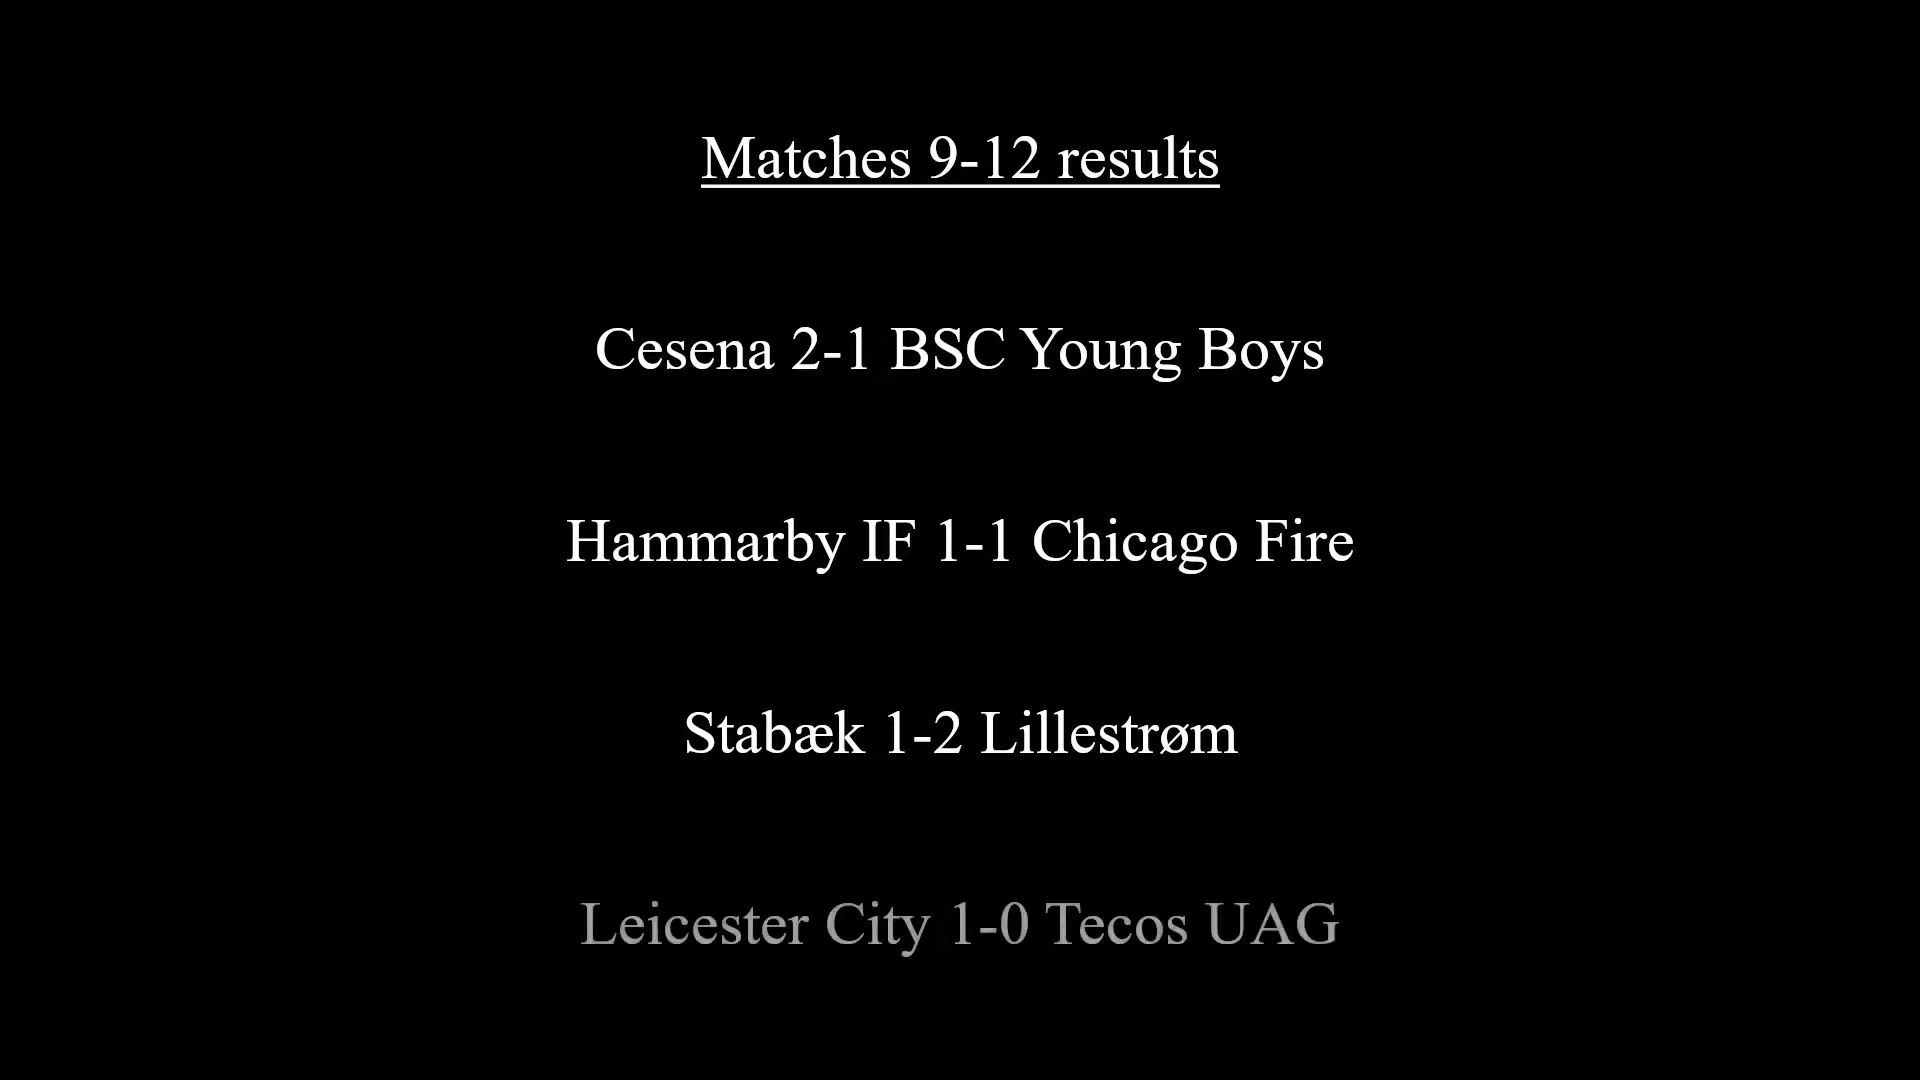 Matches 9-12 results
Cesena 2-1 BSC Young Boys
Hammarby IF 1-1 Chicago Fire
Stabæk 1-2 Lillestrøm
Leicester City 1-0 Tecos UAG